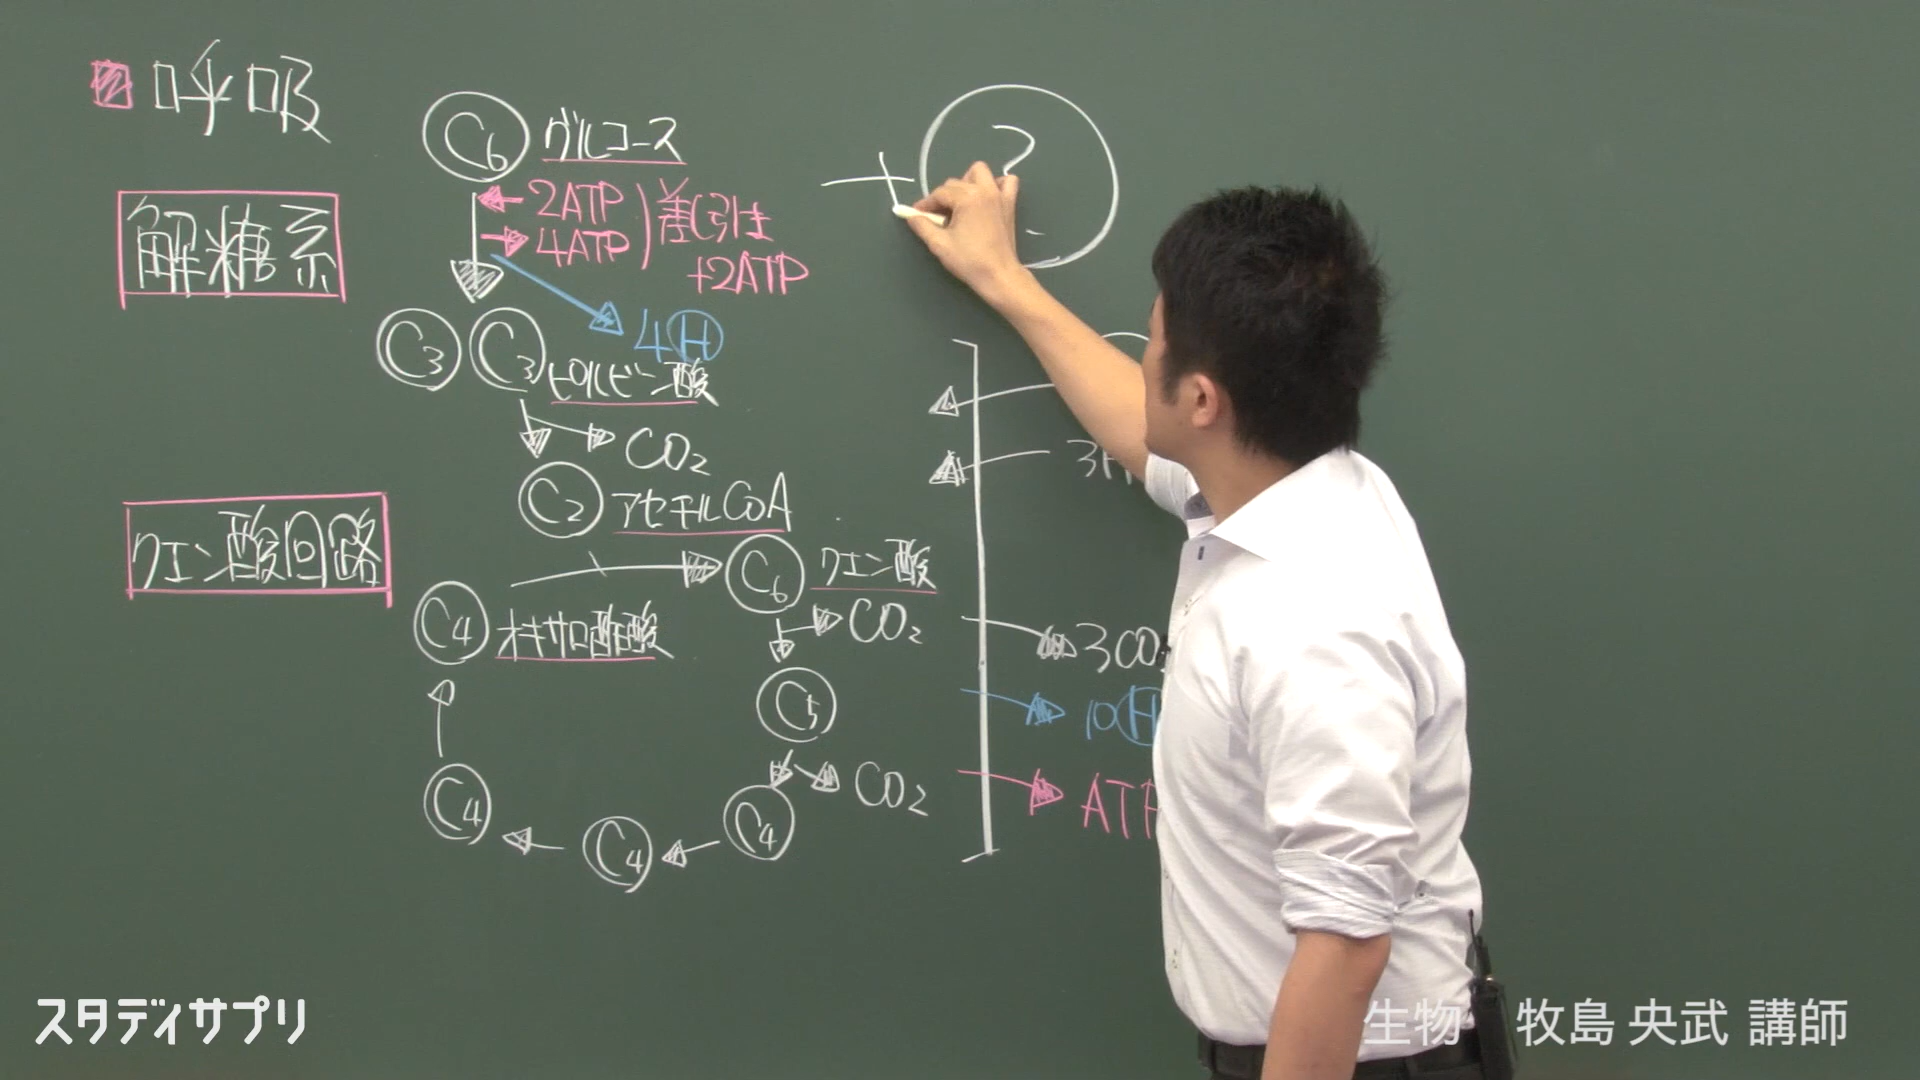 呼吸
C6 グルコース
解糖系
2ATP
4ATP
差し引き
+2ATP
4H
C3 C3 ピルビン酸
CO2
C2 アセチルCoA
クエン酸回路
C6 クエン酸
CO2
C4 オキサロ酢酸
C5
CO2
C4
C4
C4
?
3CO2
10H
ATP
スタディサプリ
生物 牧島 央武 講師